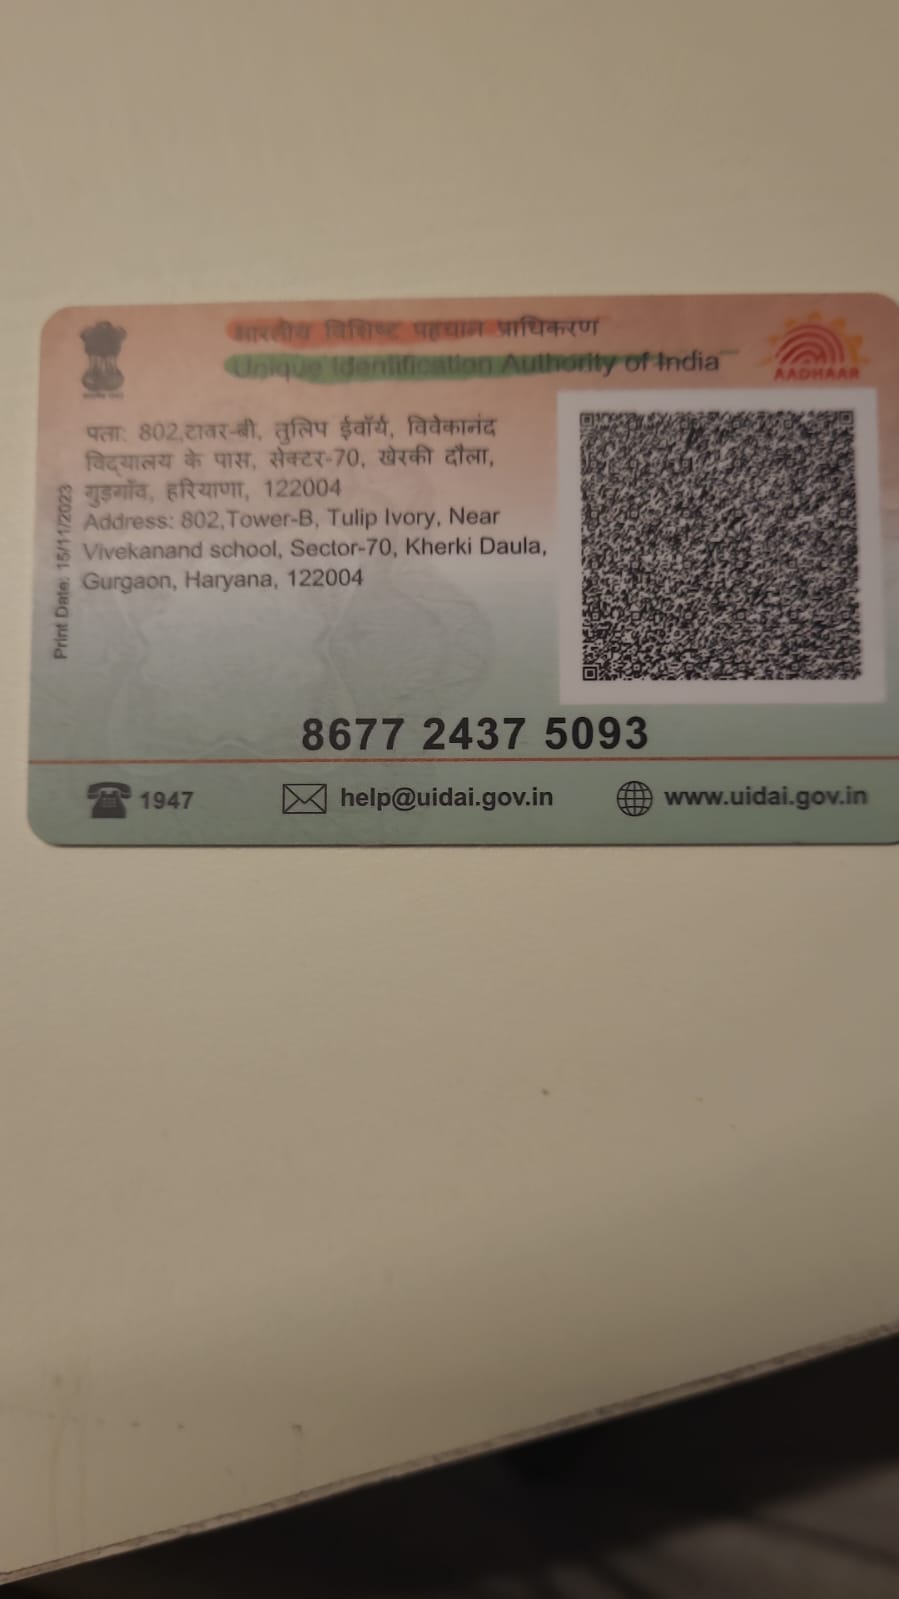 भारतीय विशिष्ट पहचान प्राधिकरण
Unique Identification Authority of India
AADHAAR
पता: 802,टावर-बी, तुलिप ईवॉर्य, विवेकानंद
विद्यालय के पास, सेक्टर-70, खेरकी दौला,
गुड़गाँव, हरियाणा, 122004
Address: 802,Tower-B, Tulip Ivory, Near
Vivekanand school, Sector-70, Kherki Daula,
Gurgaon, Haryana, 122004
Print Date: 15/11/2023
8677 2437 5093
1947
help@uidai.gov.in
www.uidai.gov.in